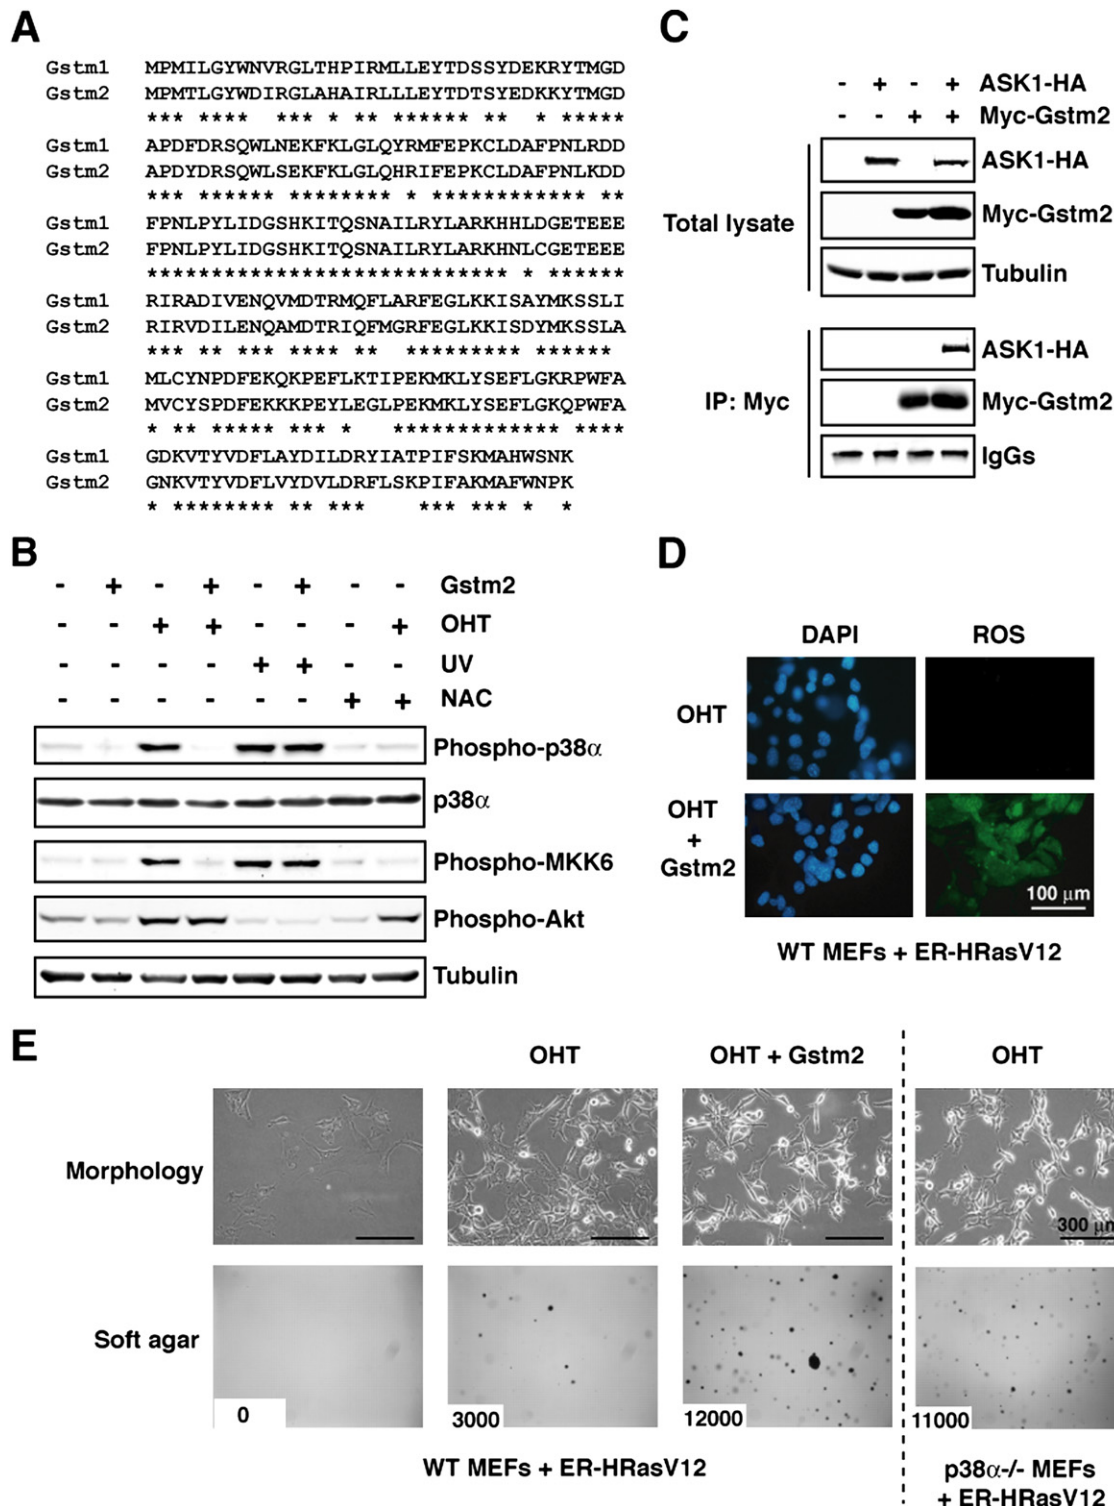 A
Gstm1 MPMILGYWNVRGLTHPIRMLLEYTDSSYDEKRYTMGD
Gstm2 MPMTLGYWDIRGLAHAIRLLLEYTDTSYEDKKYTMGD
*** **** *** ** ** ****** ** * *****
Gstm1 APDFDRSQWLNEKFKLGLQYRMFEPKCLDAFPNLRDD
Gstm2 APDYDRSQWLSEKFKLGLQHRIFEPKCLDAFPNLKDD
*** ****** ******** * ************ **
Gstm1 FPNLPYLIDGSHKITQSNAILRYLARKHHLDGETEEE
Gstm2 FPNLPYLIDGSHKITQSNAILRYLARKHNLCGETEEE
**************************** * ******
Gstm1 RIRADIVENQVMDTRMQFLARFEGLKKISAYMKSSLI
Gstm2 RIRVDILENQAMDTRIQFMGRFEGLKKISDYMKSSLA
*** ** *** **** ** ********* ******
Gstm1 MLCYNPDFEKQKPEFLKTIPEKMKLYSEFLGKRPWFA
Gstm2 MVCYSPDFEKKKPEYLEGLPEKMKLYSEFLGKQPWFA
* ** ***** *** * ************* ****
Gstm1 GDKVTYVDFLAYDILDRYIATPIFSKMAHWSNK
Gstm2 GNKVTYVDFLVYDVLDRFLSKPIFAKMAFWNPK
* ******** ** *** *** *** * *
B
- + - + - + - - Gstm2
- - + + - - - + OHT
- - - - + + - - UV
- - - - - - + + NAC
Phospho-p38α
p38α
Phospho-MKK6
Phospho-Akt
Tubulin
C
- + - + ASK1-HA
- - + + Myc-Gstm2
Total lysate
ASK1-HA
Myc-Gstm2
Tubulin
IP: Myc
ASK1-HA
Myc-Gstm2
IgGs
D
DAPI ROS
OHT
OHT
+
Gstm2
100 μm
WT MEFs + ER-HRasV12
E
OHT OHT + Gstm2 OHT
Morphology
300 μm
Soft agar
0 3000 12000 11000
WT MEFs + ER-HRasV12
p38α-/- MEFs
+ ER-HRasV12